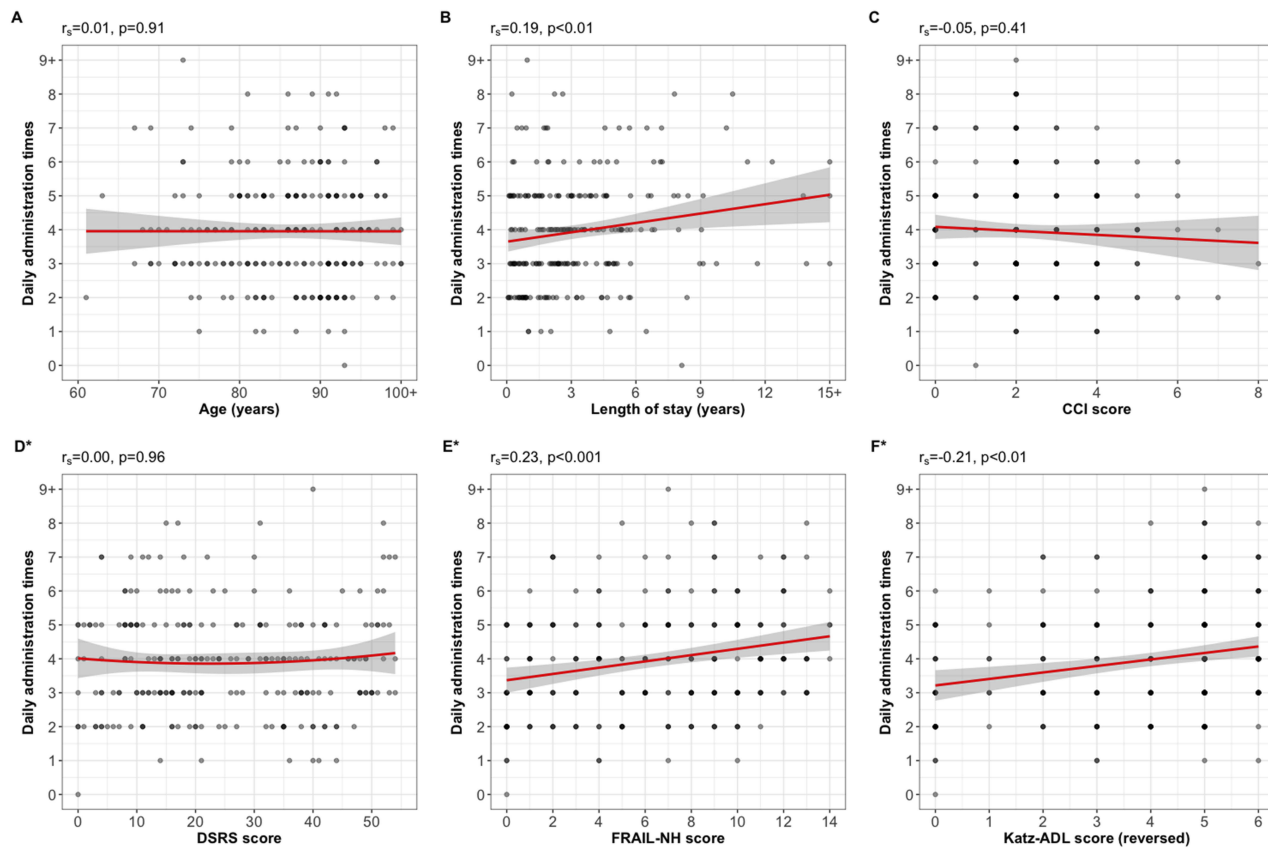 A
r_s=0.01, p=0.91
Daily administration times
9+
8
7
6
5
4
3
2
1
0
60 70 80 90 100+
Age (years)
B
r_s=0.19, p<0.01
Daily administration times
9+
8
7
6
5
4
3
2
1
0
0 3 6 9 12 15+
Length of stay (years)
C
r_s=-0.05, p=0.41
Daily administration times
9+
8
7
6
5
4
3
2
1
0
0 2 4 6 8
CCI score
D*
r_s=0.00, p=0.96
Daily administration times
9+
8
7
6
5
4
3
2
1
0
0 10 20 30 40 50
DSRS score
E*
r_s=0.23, p<0.001
Daily administration times
9+
8
7
6
5
4
3
2
1
0
0 2 4 6 8 10 12 14
FRAIL-NH score
F*
r_s=-0.21, p<0.01
Daily administration times
9+
8
7
6
5
4
3
2
1
0
0 1 2 3 4 5 6
Katz-ADL score (reversed)